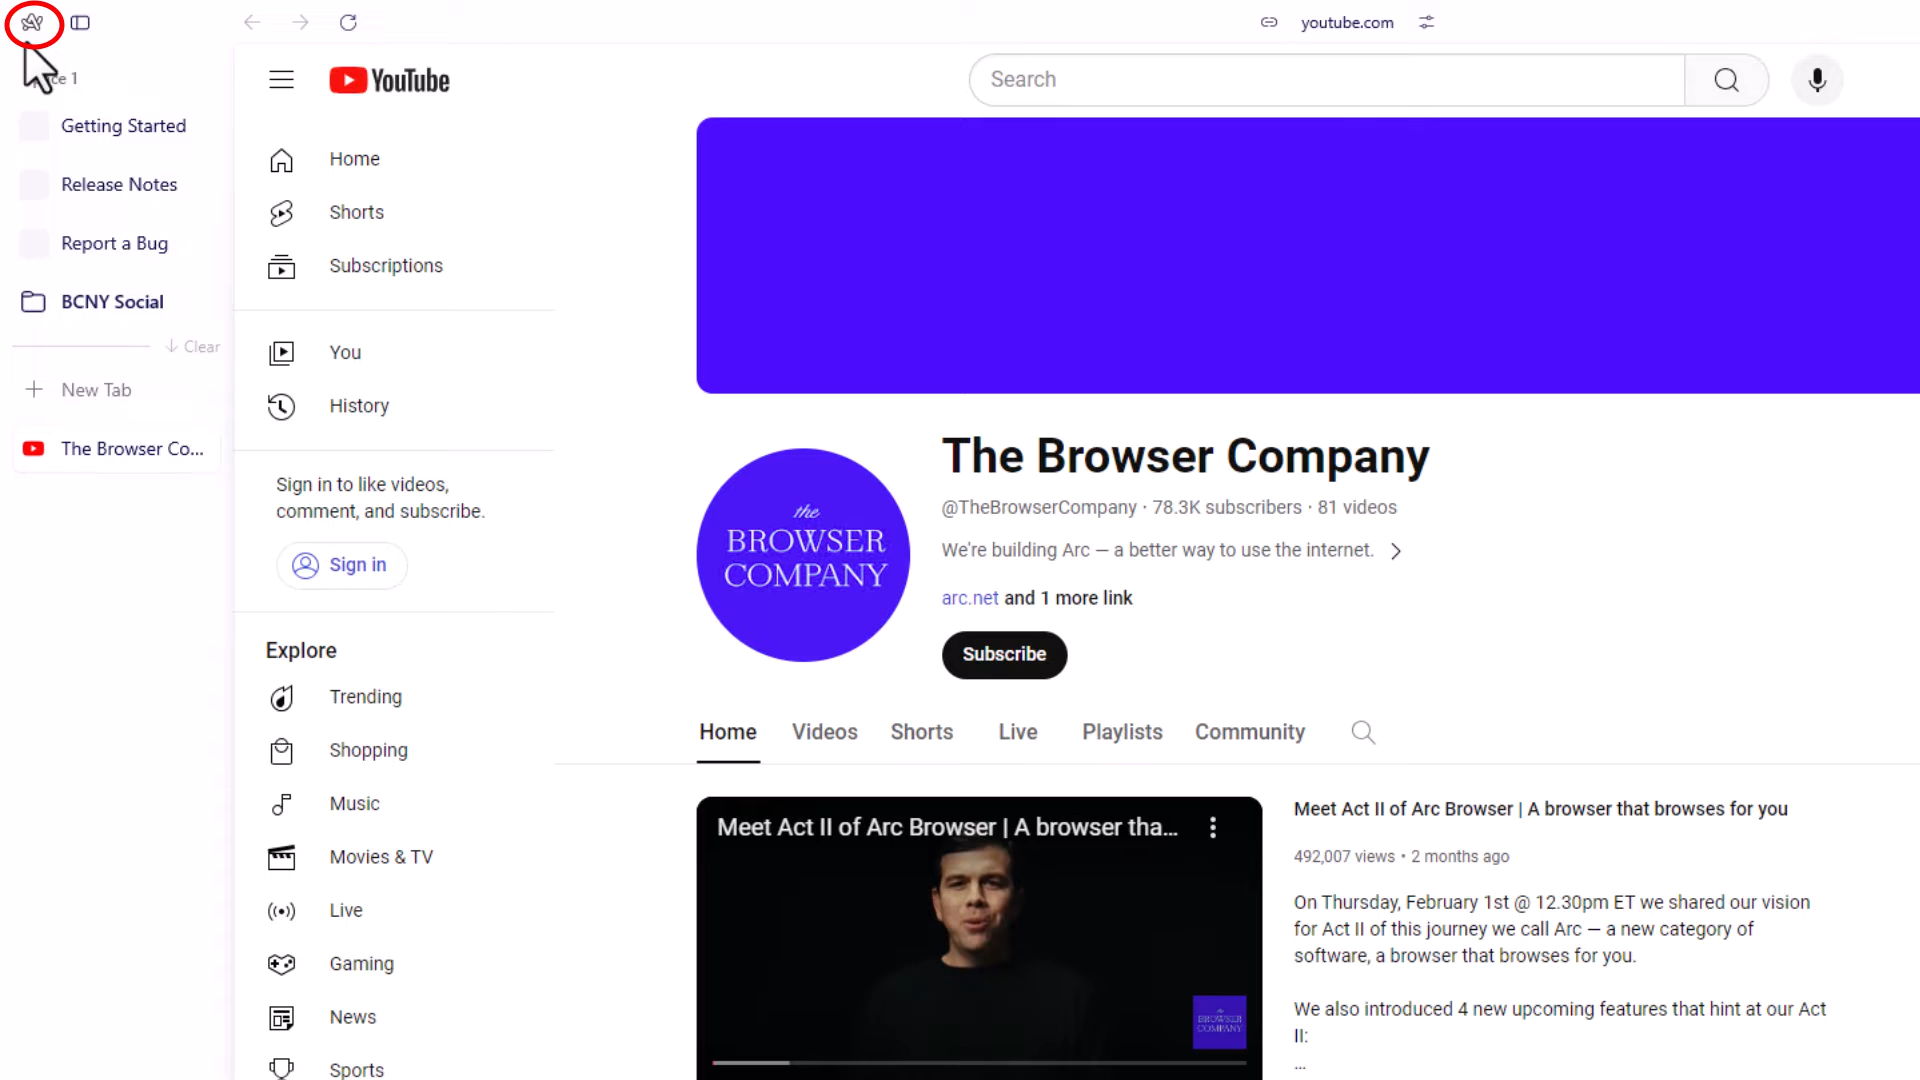 youtube.com
ce 1
Getting Started
Release Notes
Report a Bug
BCNY Social
Clear
New Tab
The Browser Co...
YouTube
Search
Home
Shorts
Subscriptions
You
History
Sign in to like videos,
comment, and subscribe.
Sign in
Explore
Trending
Shopping
Music
Movies & TV
Live
Gaming
News
Sports
the
BROWSER
COMPANY
The Browser Company
@TheBrowserCompany · 78.3K subscribers · 81 videos
We're building Arc — a better way to use the internet.
arc.net and 1 more link
Subscribe
Home Videos Shorts Live Playlists Community
Meet Act II of Arc Browser | A browser tha...
the
BROWSER
COMPANY
Meet Act II of Arc Browser | A browser that browses for you
492,007 views • 2 months ago
On Thursday, February 1st @ 12.30pm ET we shared our vision
for Act II of this journey we call Arc — a new category of
software, a browser that browses for you.
We also introduced 4 new upcoming features that hint at our Act
II:
...